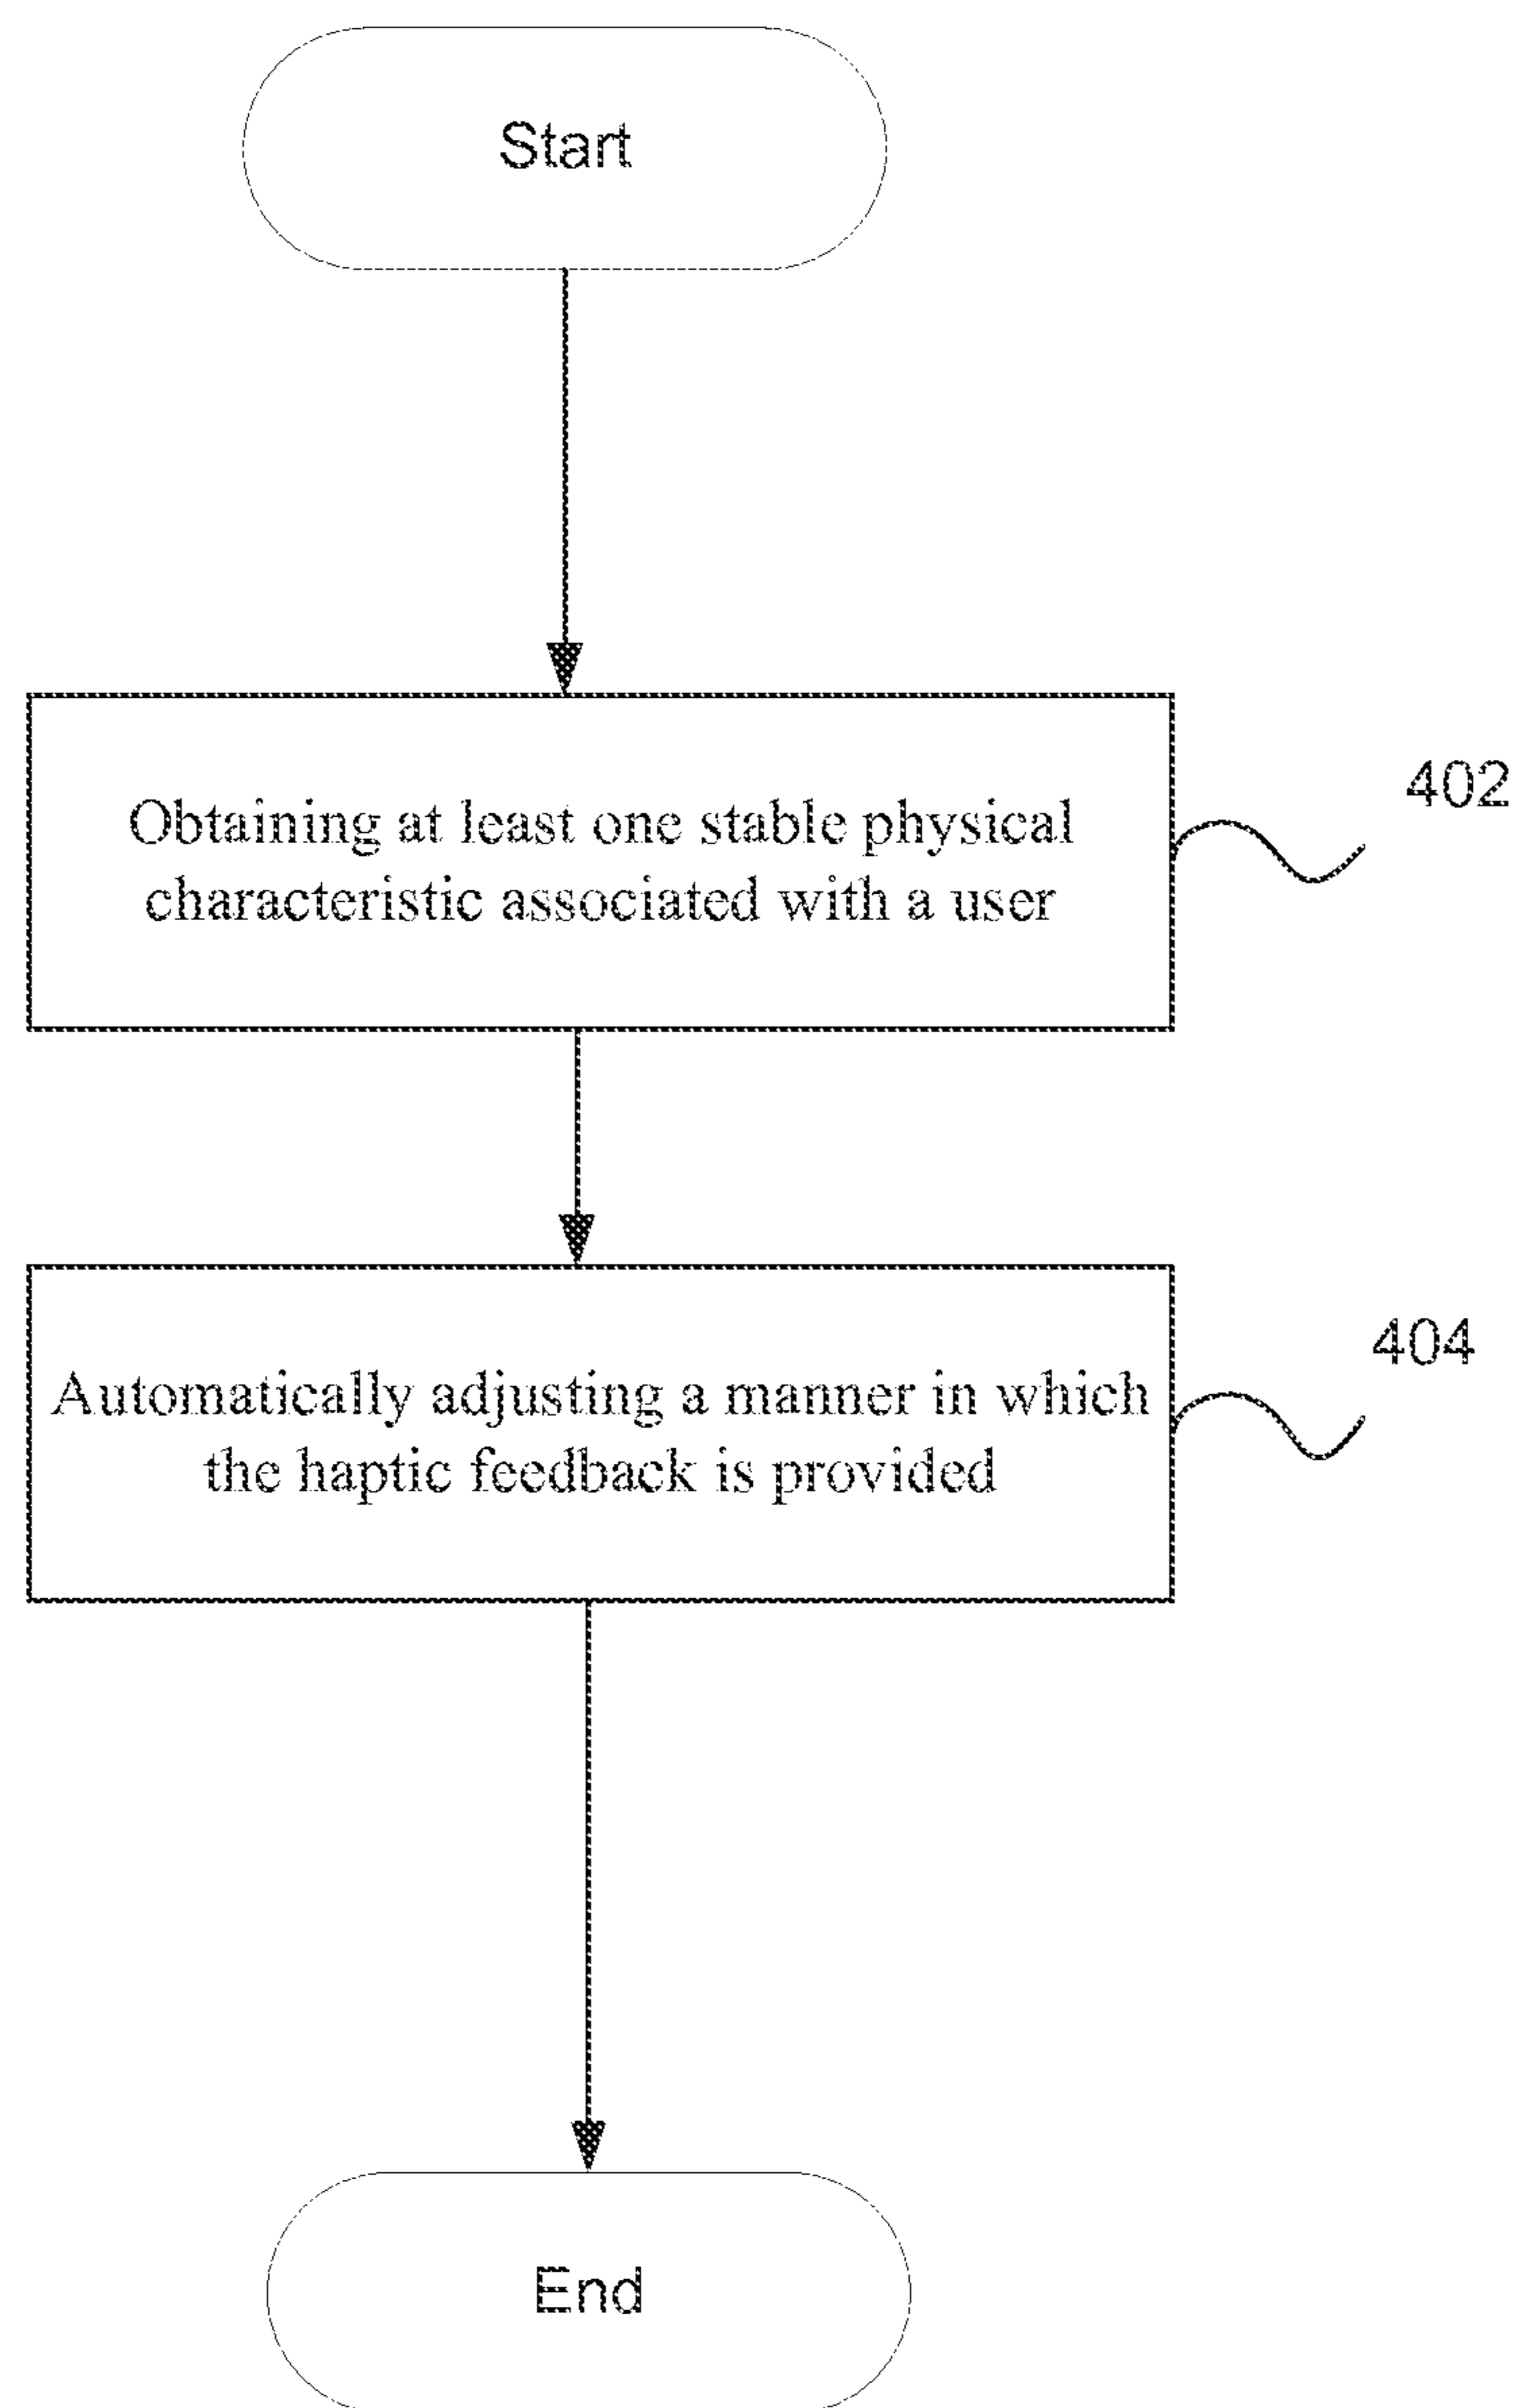 Start
402
Obtaining at least one stable physical
characteristic associated with a user
404
Automatically adjusting a manner in which
the haptic feedback is provided
End